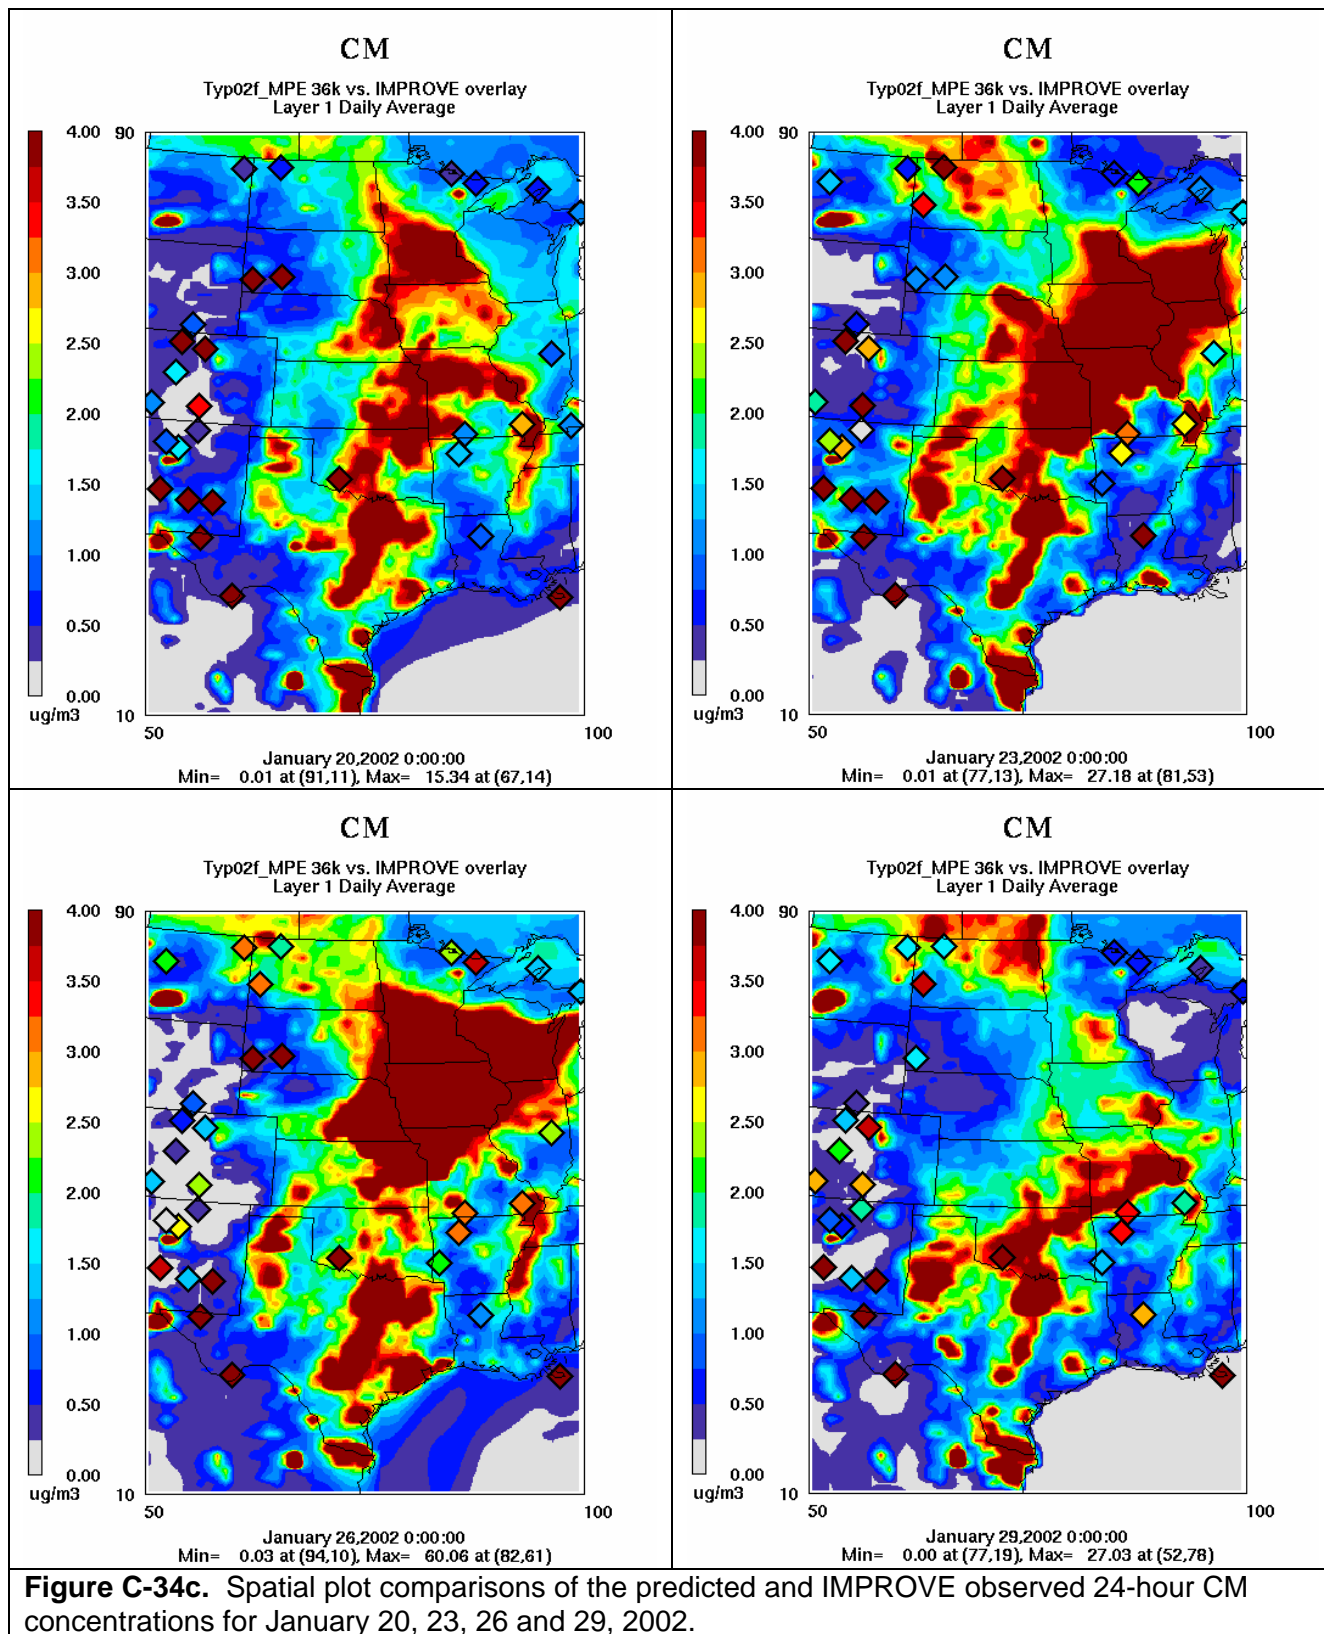 CM
Typ02f_MPE 36k vs. IMPROVE overlay
Layer 1 Daily Average
4.00
3.50
3.00
2.50
2.00
1.50
1.00
0.50
0.00
ug/m3
90
10
50
100
January 20,2002 0:00:00
Min= 0.01 at (91,11), Max= 15.34 at (67,14)
CM
Typ02f_MPE 36k vs. IMPROVE overlay
Layer 1 Daily Average
4.00
3.50
3.00
2.50
2.00
1.50
1.00
0.50
0.00
ug/m3
90
10
50
100
January 23,2002 0:00:00
Min= 0.01 at (77,13), Max= 27.18 at (81,53)
CM
Typ02f_MPE 36k vs. IMPROVE overlay
Layer 1 Daily Average
4.00
3.50
3.00
2.50
2.00
1.50
1.00
0.50
0.00
ug/m3
90
10
50
100
January 26,2002 0:00:00
Min= 0.03 at (94,10), Max= 60.06 at (82,61)
CM
Typ02f_MPE 36k vs. IMPROVE overlay
Layer 1 Daily Average
4.00
3.50
3.00
2.50
2.00
1.50
1.00
0.50
0.00
ug/m3
90
10
50
100
January 29,2002 0:00:00
Min= 0.00 at (77,19), Max= 27.03 at (52,78)
Figure C-34c. Spatial plot comparisons of the predicted and IMPROVE observed 24-hour CM
concentrations for January 20, 23, 26 and 29, 2002.